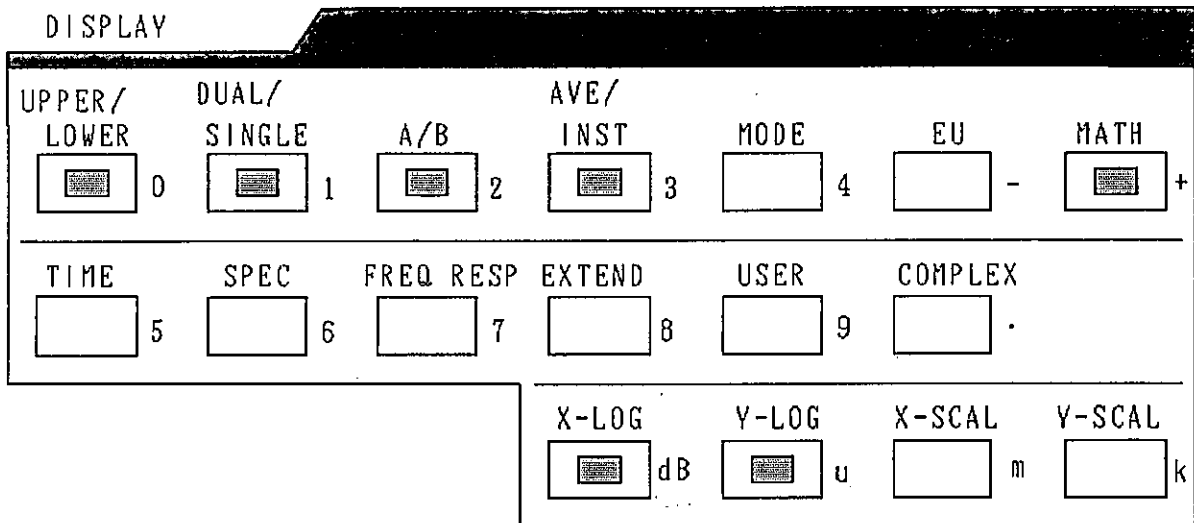 DISPLAY
UPPER/ DUAL/ AVE/
LOWER SINGLE A/B INST MODE EU MATH
0 1 2 3 4 - +
TIME SPEC FREQ RESP EXTEND USER COMPLEX
5 6 7 8 9 .
X-LOG Y-LOG X-SCAL Y-SCAL
dB u m k